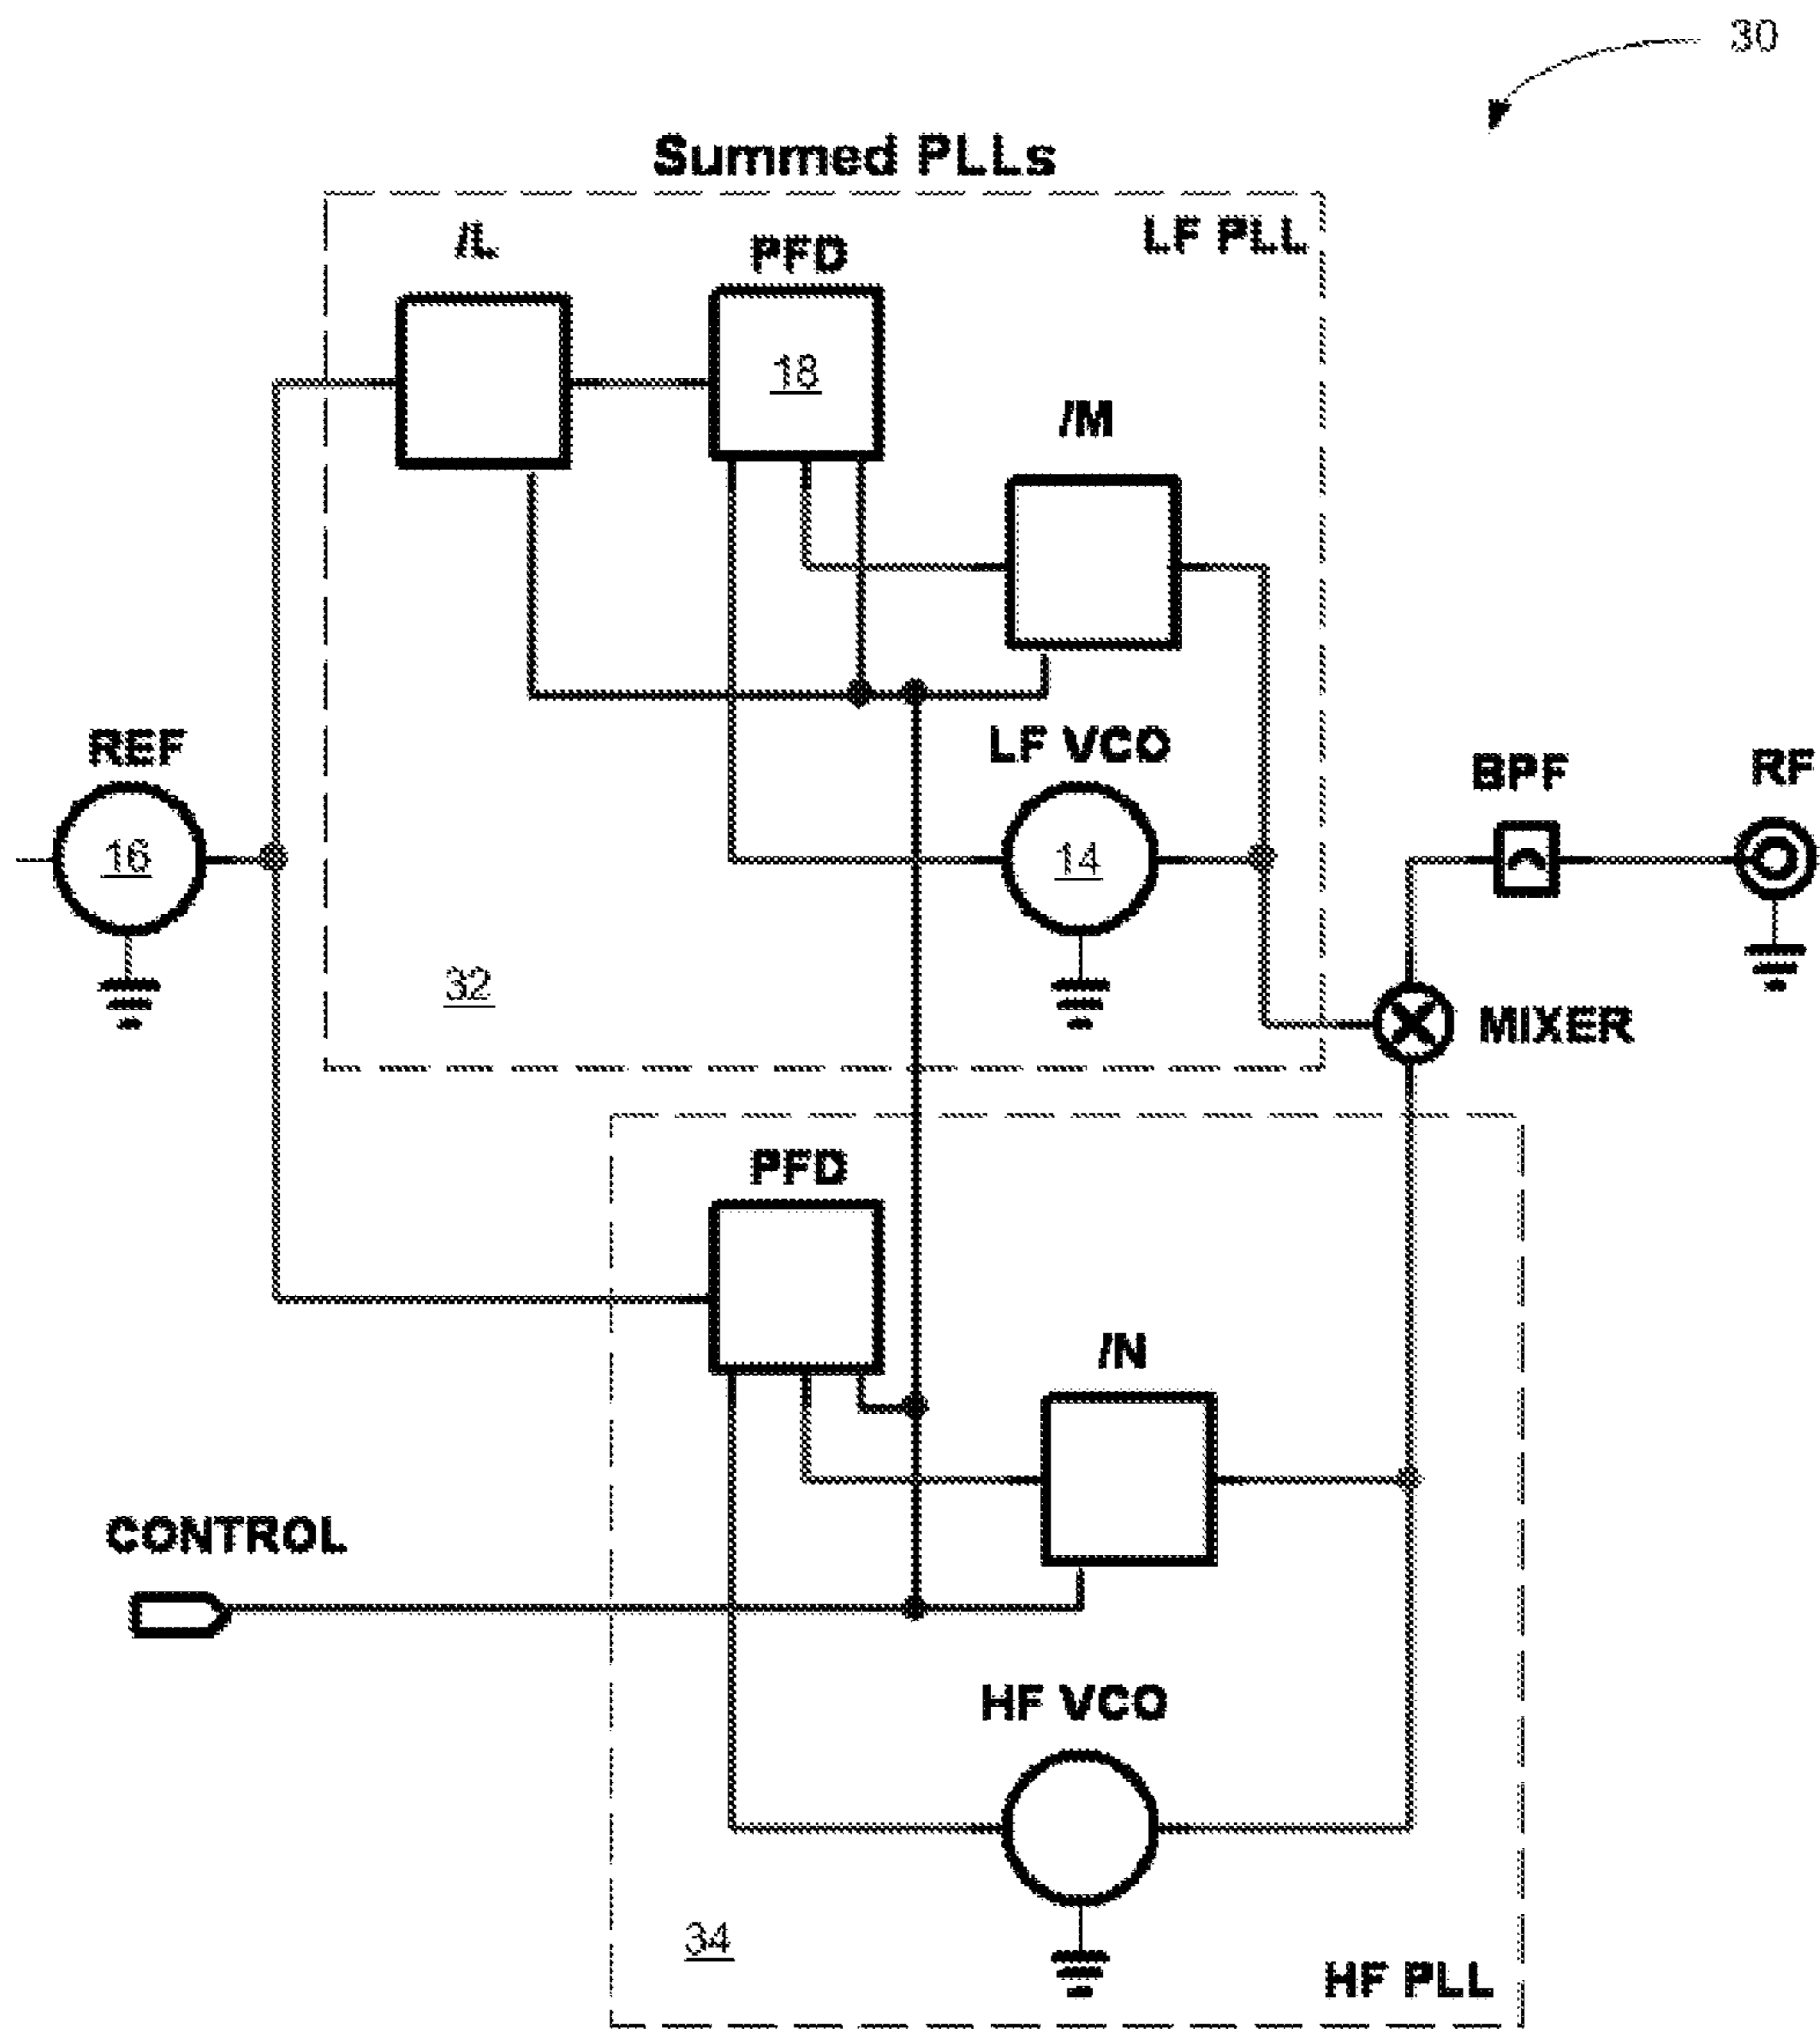 30
Summed PLLs
LF PLL
/L
PFD
18
/M
REF
16
LF VCO
14
BPF
RF
32
MIXER
PFD
/N
CONTROL
HF VCO
34
HF PLL